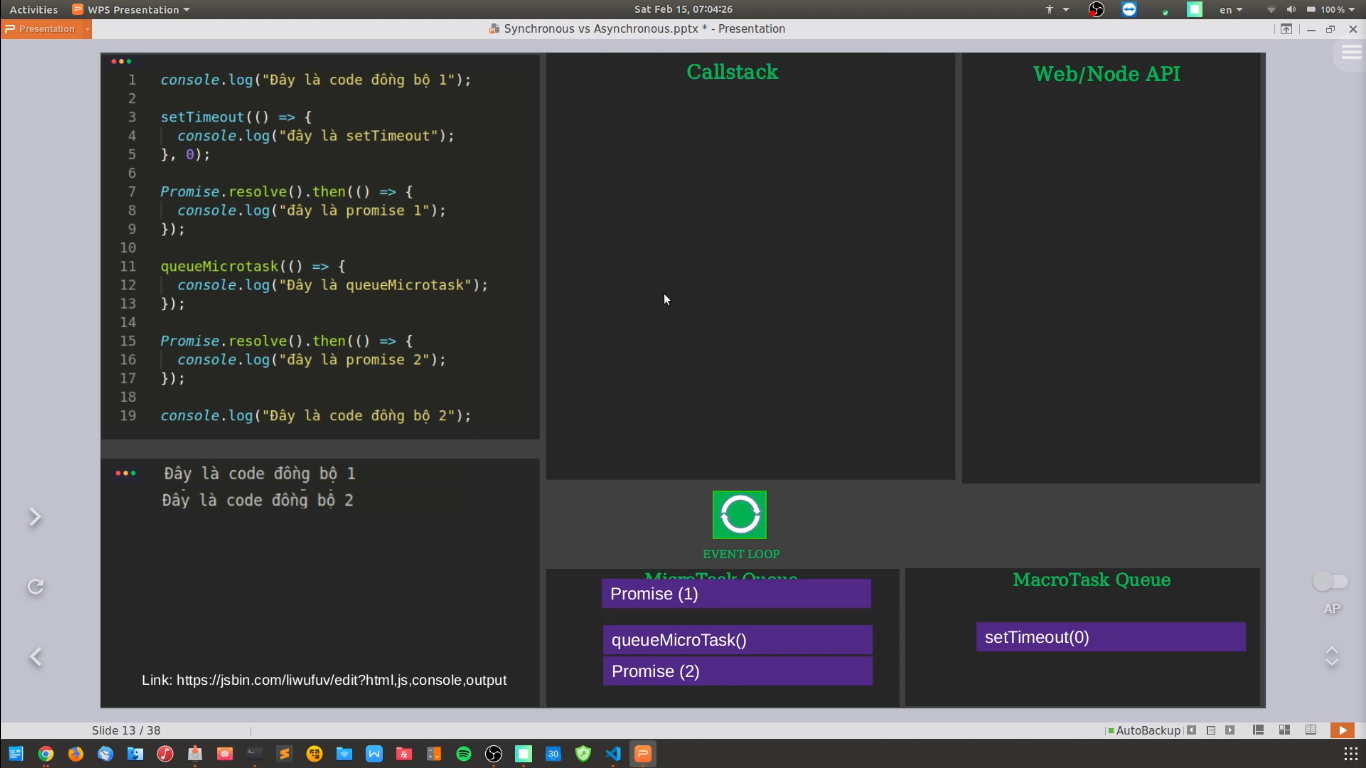 Activities
WPS Presentation
Sat Feb 15, 07:04:26
en
100 %
Presentation
Synchronous vs Asynchronous.pptx * - Presentation
1 console.log("Đây là code đồng bộ 1");
2
3 setTimeout(() => {
4 console.log("đây là setTimeout");
5 }, 0);
6
7 Promise.resolve().then(() => {
8 console.log("đây là promise 1");
9 });
10
11 queueMicrotask(() => {
12 console.log("Đây là queueMicrotask");
13 });
14
15 Promise.resolve().then(() => {
16 console.log("đây là promise 2");
17 });
18
19 console.log("Đây là code đồng bộ 2");
Đây là code đồng bộ 1
Đây là code đồng bộ 2
Link: https://jsbin.com/liwufuv/edit?html,js,console,output
Callstack
Web/Node API
EVENT LOOP
MicroTask Queue
Promise (1)
queueMicroTask()
Promise (2)
MacroTask Queue
setTimeout(0)
AP
Slide 13 / 38
AutoBackup
30